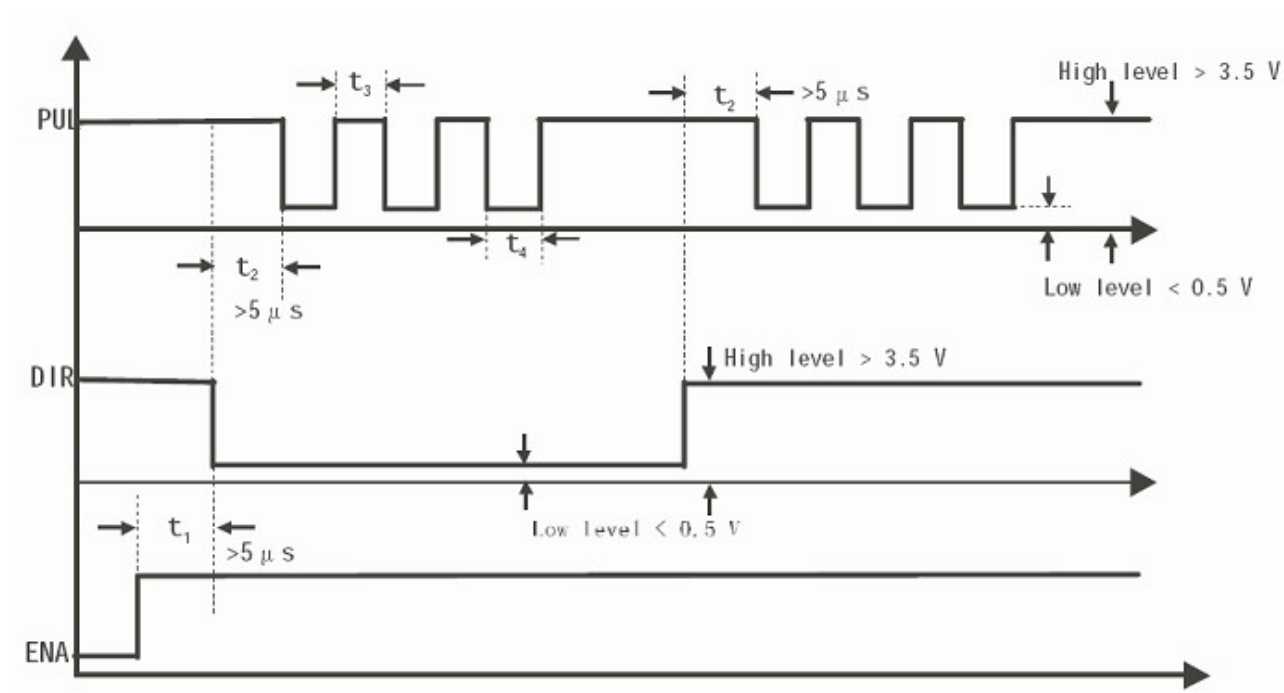 High level > 3.5 V
t3
t2 >5 μs
PUL
t4
t2
>5 μs
Low level < 0.5 V
High level > 3.5 V
DIR
Low level < 0.5 V
t1
>5 μs
ENA